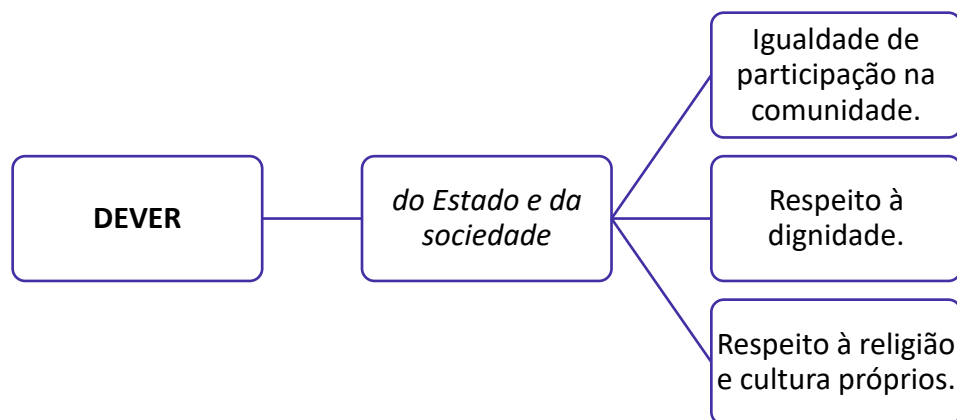 DEVER
do Estado e da
sociedade
Igualdade de
participação na
comunidade.
Respeito à
dignidade.
Respeito à religião
e cultura próprios.